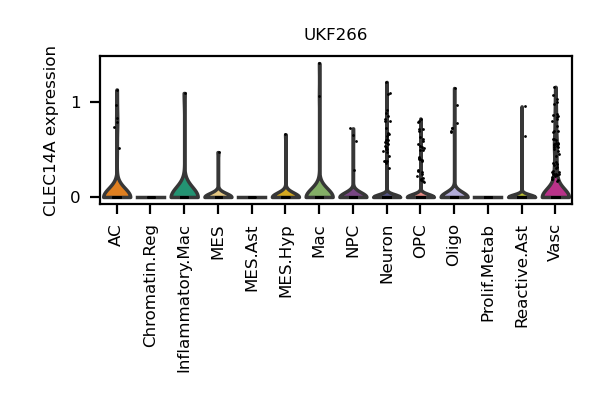 UKF266
CLEC14A expression
1
0
AC
Chromatin.Reg
Inflammatory.Mac
MES
MES.Ast
MES.Hyp
Mac
NPC
Neuron
OPC
Oligo
Prolif.Metab
Reactive.Ast
Vasc